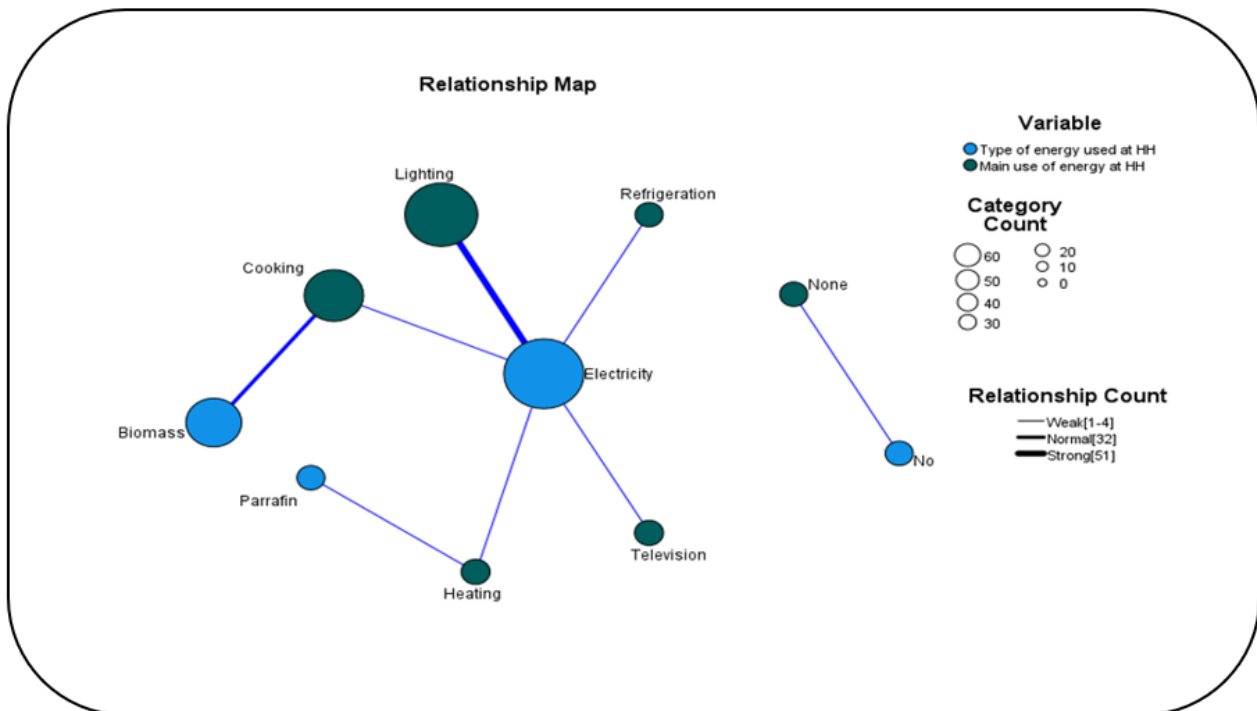 Relationship Map
Variable
Type of energy used at HH
Main use of energy at HH
Category
Count
60
50
40
30
20
10
0
Relationship Count
Weak[1-4]
Normal[32]
Strong[51]
Lighting
Refrigeration
Cooking
None
Electricity
Biomass
No
Parrafin
Television
Heating